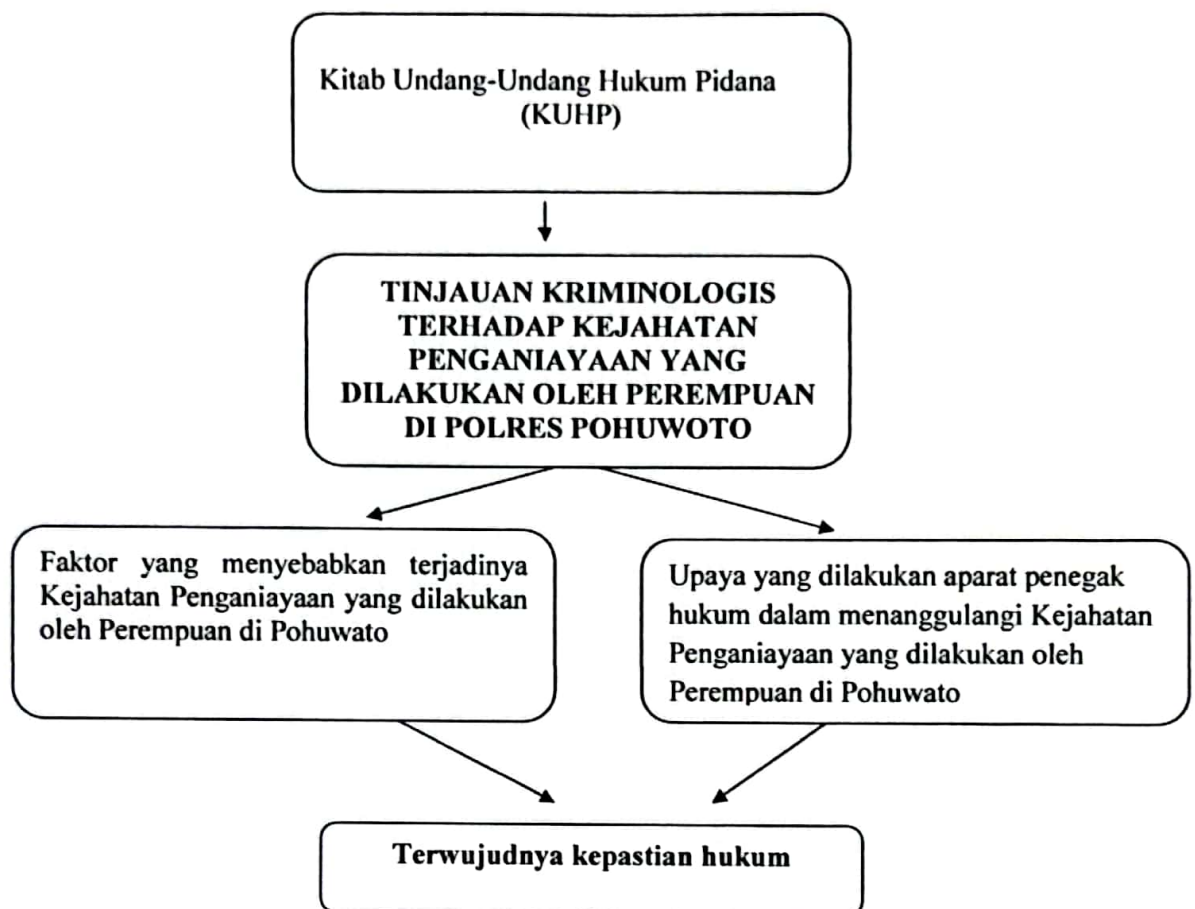 Kitab Undang-Undang Hukum Pidana
(KUHP)
TINJAUAN KRIMINOLOGIS
TERHADAP KEJAHATAN
PENGANIAYAAN YANG
DILAKUKAN OLEH PEREMPUAN
DI POLRES POHUWOTO
Faktor yang menyebabkan terjadinya
Kejahatan Penganiayaan yang dilakukan
oleh Perempuan di Pohuwato
Upaya yang dilakukan aparat penegak
hukum dalam menanggulangi Kejahatan
Penganiayaan yang dilakukan oleh
Perempuan di Pohuwato
Terwujudnya kepastian hukum